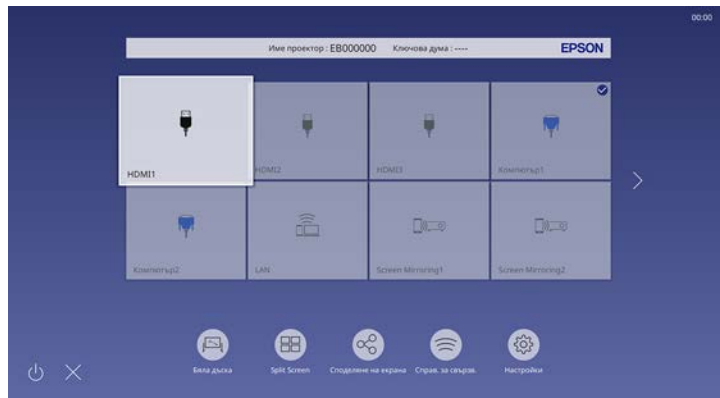 00:00
Име проектор : EB000000 Ключова дума : ---- EPSON
HDMI1 HDMI2 HDMI3 Компютър1
Компютър2 LAN Screen Mirroring1 Screen Mirroring2
Бяла дъска Split Screen Споделяне на екрана Справ. за свързв. Настройки